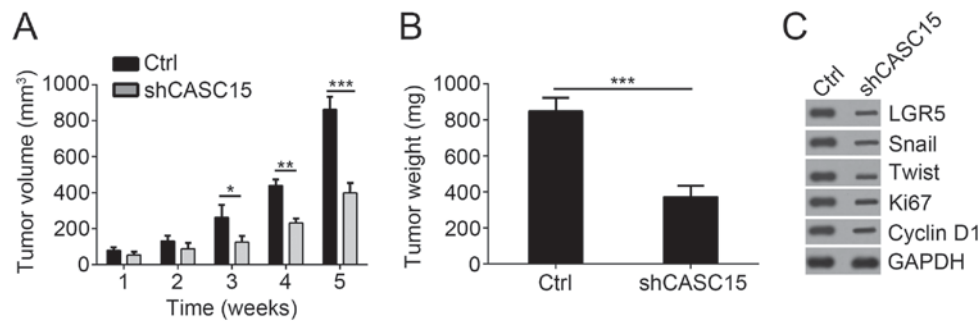 A
Ctrl
shCASC15
Tumor volume (mm³)
1000
800
600
400
200
0
*
**
***
1 2 3 4 5
Time (weeks)
B
Tumor weight (mg)
1000
800
600
400
200
0
***
Ctrl shCASC15
C
Ctrl shCASC15
LGR5
Snail
Twist
Ki67
Cyclin D1
GAPDH